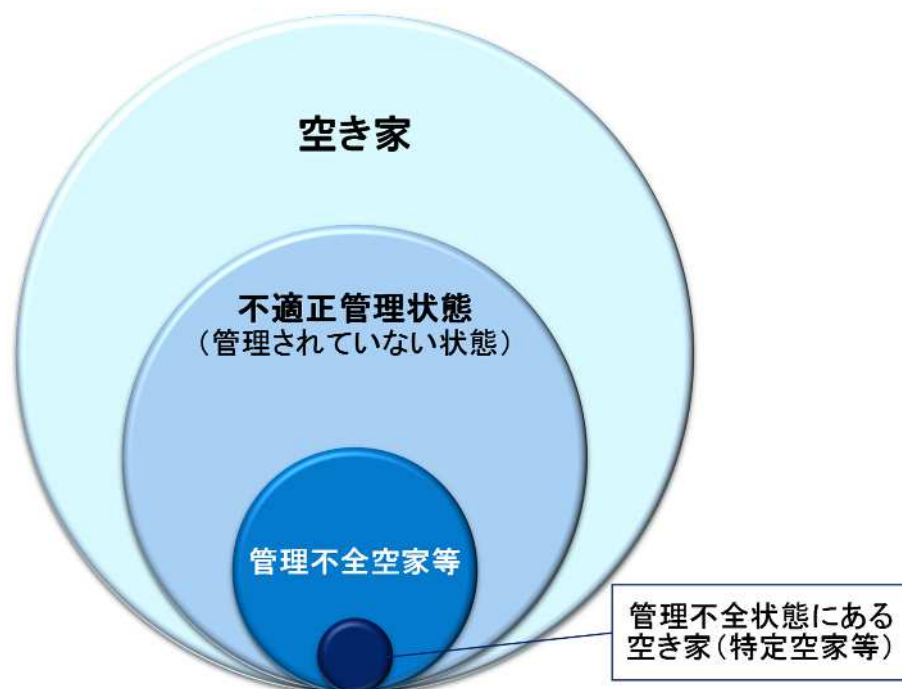 空き家
不適正管理状態
（管理されていない状態）
管理不全空家等
管理不全状態にある
空き家（特定空家等）